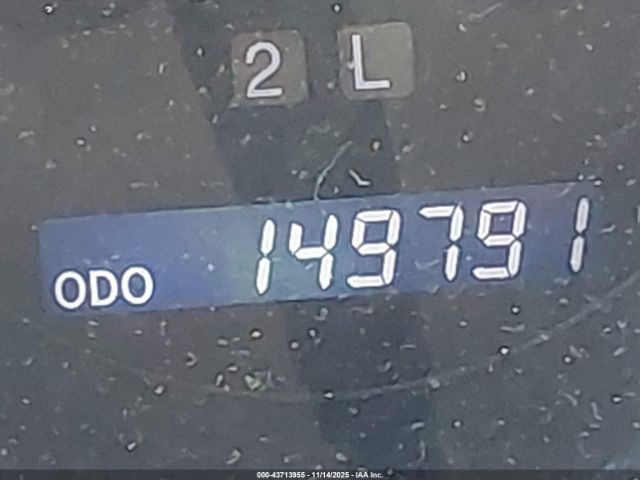 2 L
ODO 149791
000-43713955 - 11/14/2025 - IAA Inc.